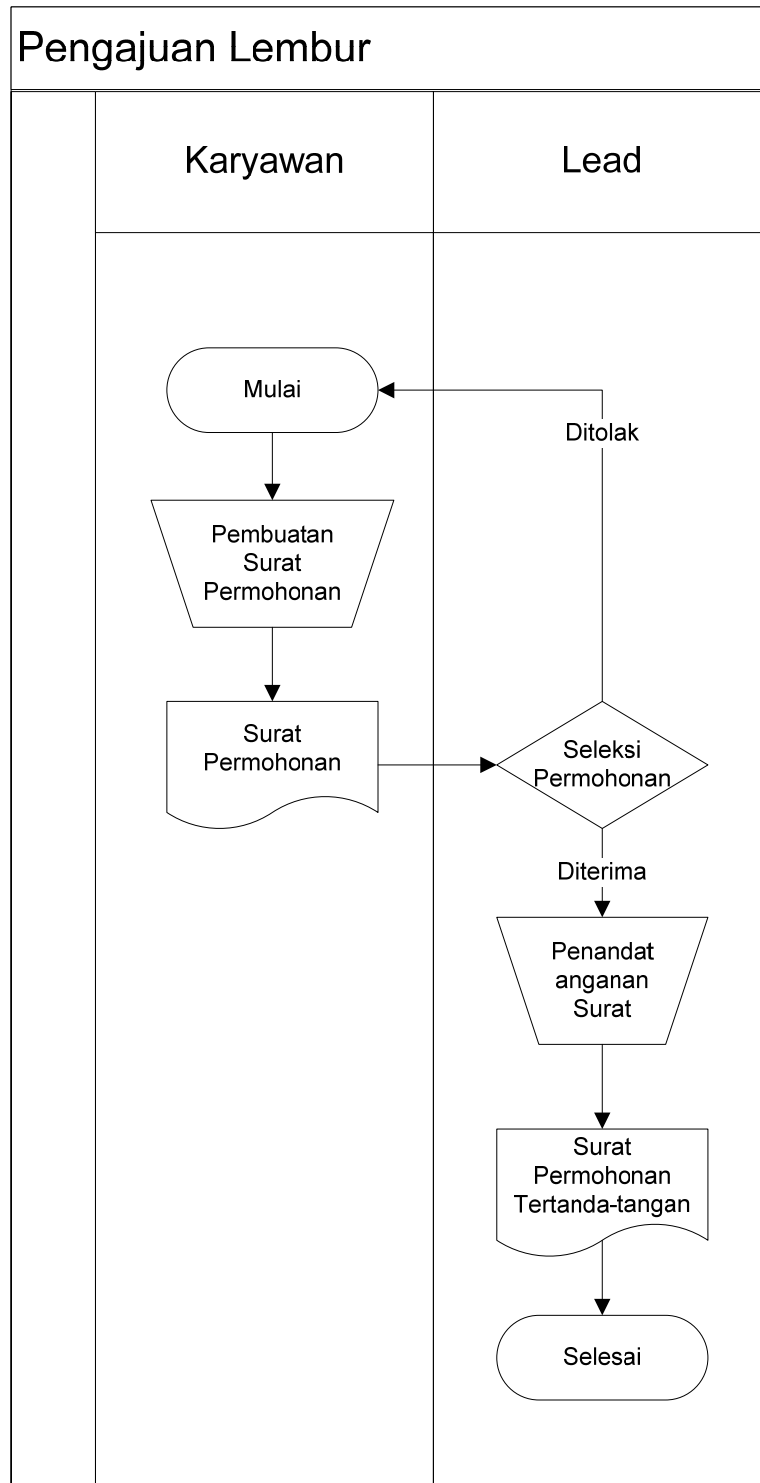 Pengajuan Lembur
Karyawan
Lead
Mulai
Ditolak
Pembuatan
Surat
Permohonan
Surat
Permohonan
Seleksi
Permohonan
Diterima
Penandat
anganan
Surat
Surat
Permohonan
Tertanda-tangan
Selesai